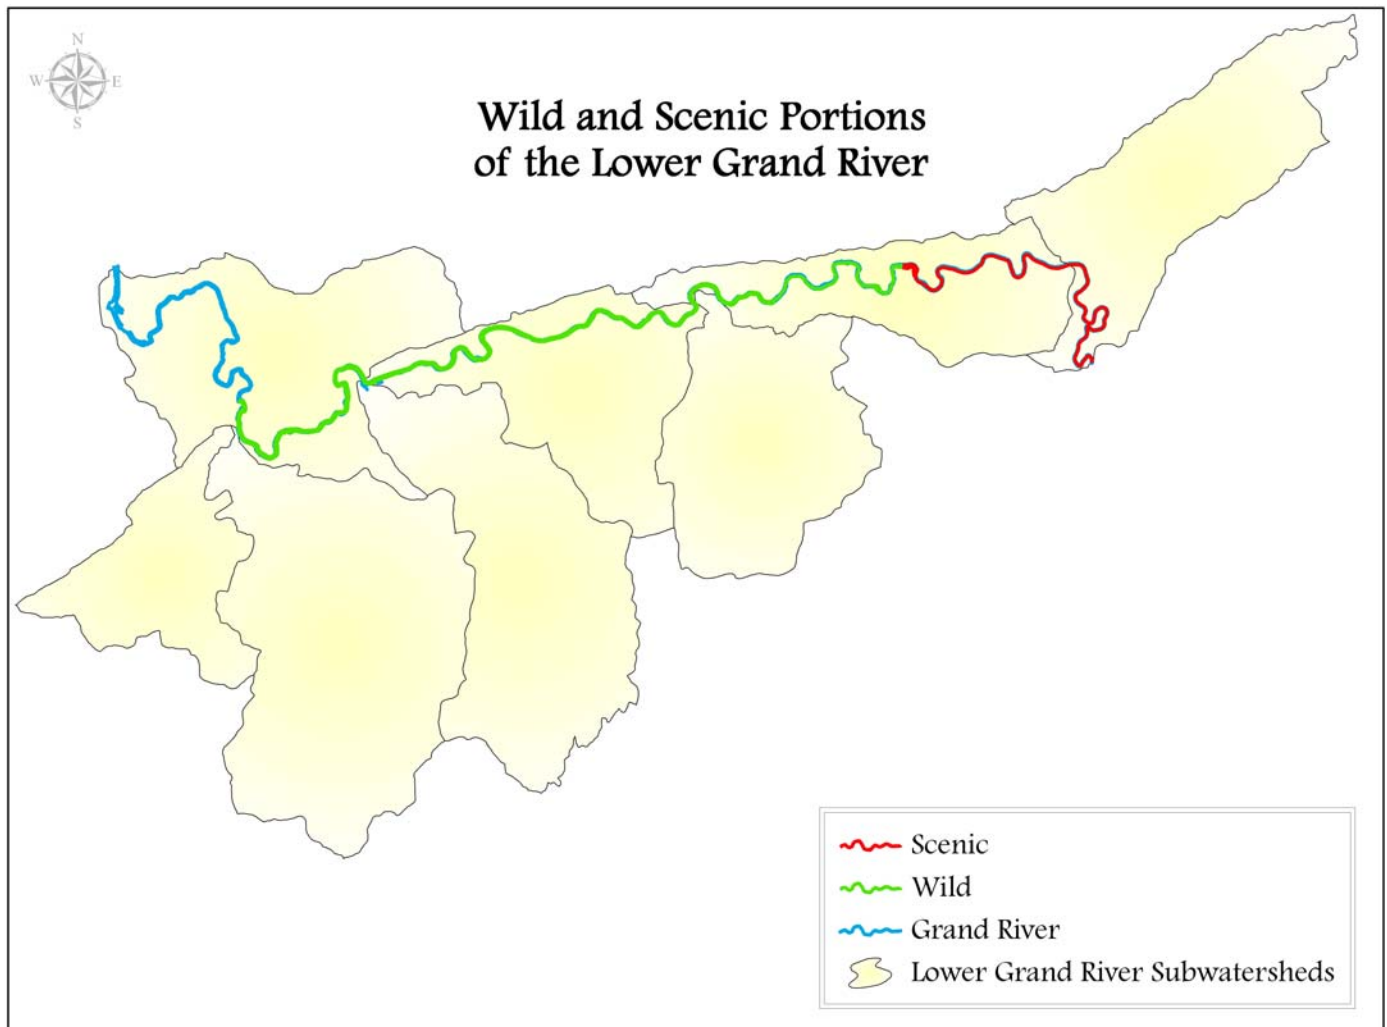 N
W E
S
Wild and Scenic Portions
of the Lower Grand River
Scenic
Wild
Grand River
Lower Grand River Subwatersheds